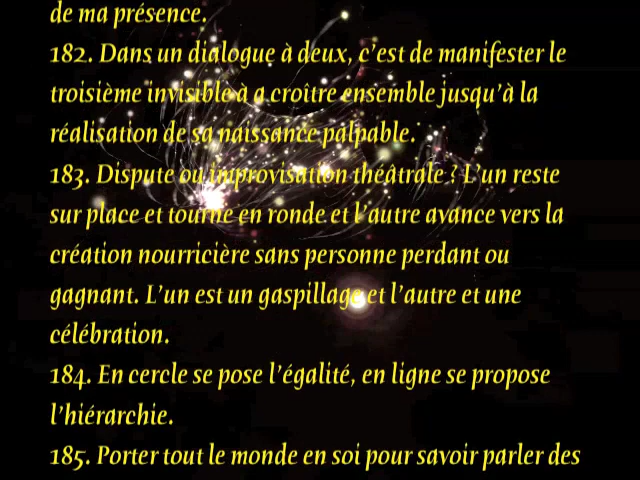 de ma présence.
182. Dans un dialogue à deux, c’est de manifester le
troisième invisible à a croître ensemble jusqu’à la
réalisation de sa naissance palpable.
183. Dispute ou improvisation théâtrale ? L’un reste
sur place et tourne en ronde et l’autre avance vers la
création nourricière sans personne perdant ou
gagnant. L’un est un gaspillage et l’autre et une
célébration.
184. En cercle se pose l’égalité, en ligne se propose
l’hiérarchie.
185. Porter tout le monde en soi pour savoir parler des